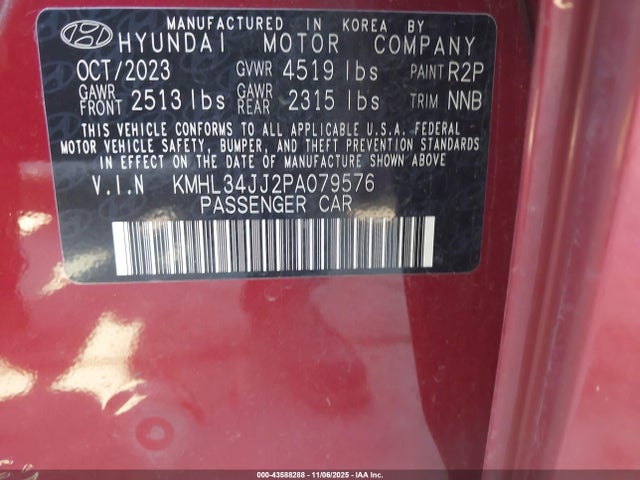 MANUFACTURED IN KOREA BY
HYUNDAI MOTOR COMPANY
OCT/2023 GVWR 4519 lbs PAINT R2P
GAWR FRONT 2513 lbs GAWR REAR 2315 lbs TRIM NNB
THIS VEHICLE CONFORMS TO ALL APPLICABLE U.S.A. FEDERAL
MOTOR VEHICLE SAFETY, BUMPER, AND THEFT PREVENTION STANDARDS
IN EFFECT ON THE DATE OF MANUFACTURE SHOWN ABOVE
V.I.N KMHL34JJ2PA079576
PASSENGER CAR
000-43588288 - 11/06/2025 - IAA Inc.